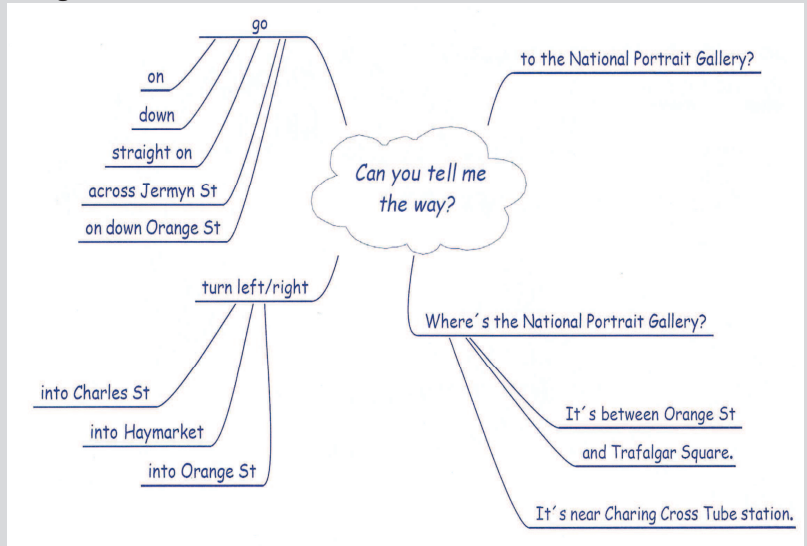 go
on
down
straight on
across Jermyn St
on down Orange St
to the National Portrait Gallery?
Can you tell me
the way?
turn left/right
into Charles St
into Haymarket
into Orange St
Where´s the National Portrait Gallery?
It´s between Orange St
and Trafalgar Square.
It´s near Charing Cross Tube station.